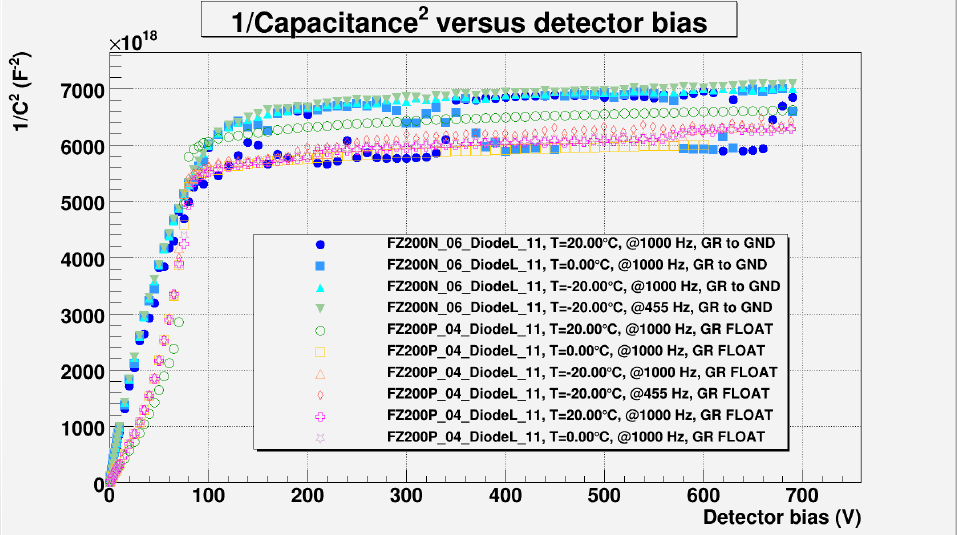 1/Capacitance² versus detector bias
×10¹⁸
1/C² (F⁻²)
7000
6000
5000
4000
3000
2000
1000
0
FZ200N_06_DiodeL_11, T=20.00°C, @1000 Hz, GR to GND
FZ200N_06_DiodeL_11, T=0.00°C, @1000 Hz, GR to GND
FZ200N_06_DiodeL_11, T=-20.00°C, @1000 Hz, GR to GND
FZ200N_06_DiodeL_11, T=-20.00°C, @455 Hz, GR to GND
FZ200P_04_DiodeL_11, T=20.00°C, @1000 Hz, GR FLOAT
FZ200P_04_DiodeL_11, T=0.00°C, @1000 Hz, GR FLOAT
FZ200P_04_DiodeL_11, T=-20.00°C, @1000 Hz, GR FLOAT
FZ200P_04_DiodeL_11, T=-20.00°C, @455 Hz, GR FLOAT
FZ200P_04_DiodeL_11, T=20.00°C, @1000 Hz, GR FLOAT
FZ200P_04_DiodeL_11, T=0.00°C, @1000 Hz, GR FLOAT
0 100 200 300 400 500 600 700
Detector bias (V)